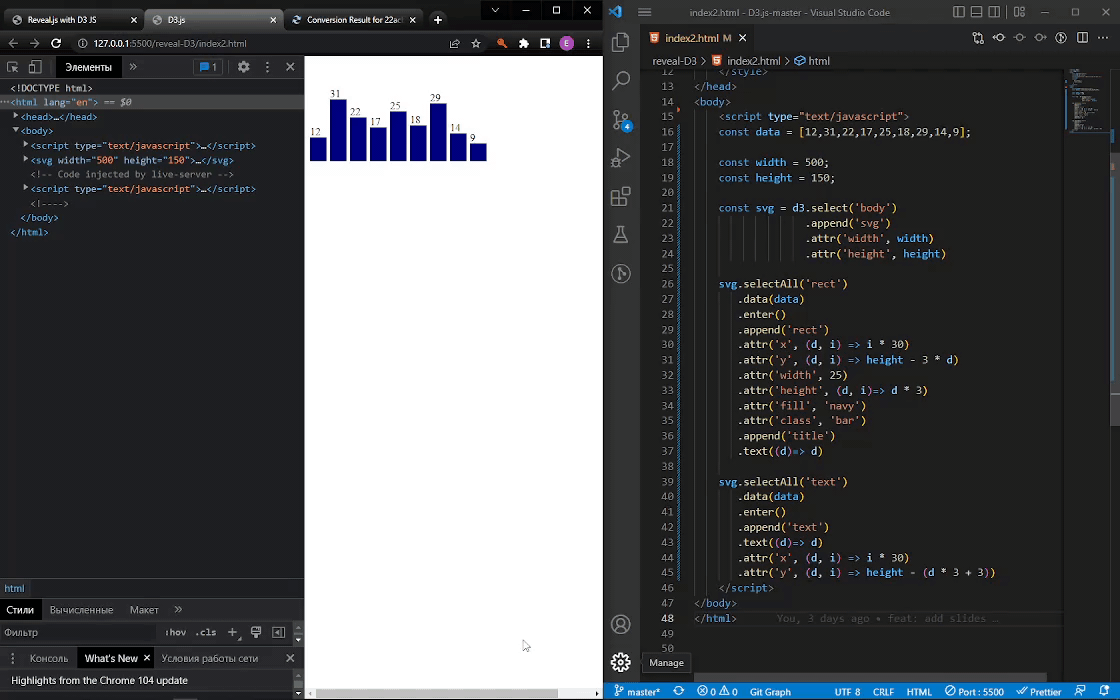 Reveal.js with D3 JS
D3.js
Conversion Result for 22ac
127.0.0.1:5500/reveal-D3/index2.html
E
Элементы
1
<!DOCTYPE html>
<html lang="en"> == $0
<head>…</head>
<body>
<script type="text/javascript">…</script>
<svg width="500" height="150">…</svg>
<!-- Code injected by live-server -->
<script type="text/javascript">…</script>
<!---->
</body>
</html>
html
Стили
Вычисленные
Макет
Фильтр
:hov
.cls
Консоль
What's New
Условия работы сети
Highlights from the Chrome 104 update
12
31
22
17
25
18
29
14
9
index2.html - D3.js-master - Visual Studio Code
index2.html M
reveal-D3 > index2.html > html
4
12 </style>
13 </head>
14 <body>
15 <script type="text/javascript">
16 const data = [12,31,22,17,25,18,29,14,9];
17
18 const width = 500;
19 const height = 150;
20
21 const svg = d3.select('body')
22 .append('svg')
23 .attr('width', width)
24 .attr('height', height)
25
26 svg.selectAll('rect')
27 .data(data)
28 .enter()
29 .append('rect')
30 .attr('x', (d, i) => i * 30)
31 .attr('y', (d, i) => height - 3 * d)
32 .attr('width', 25)
33 .attr('height', (d, i)=> d * 3)
34 .attr('fill', 'navy')
35 .attr('class', 'bar')
36 .append('title')
37 .text((d)=> d)
38
39 svg.selectAll('text')
40 .data(data)
41 .enter()
42 .append('text')
43 .text((d)=> d)
44 .attr('x', (d, i) => i * 30)
45 .attr('y', (d, i) => height - (d * 3 + 3))
46 </script>
47 </body>
48 </html> You, 3 days ago • feat: add slides …
49
50
Manage
master*
0
0
Git Graph
UTF 8
CRLF
HTML
Port : 5500
Prettier